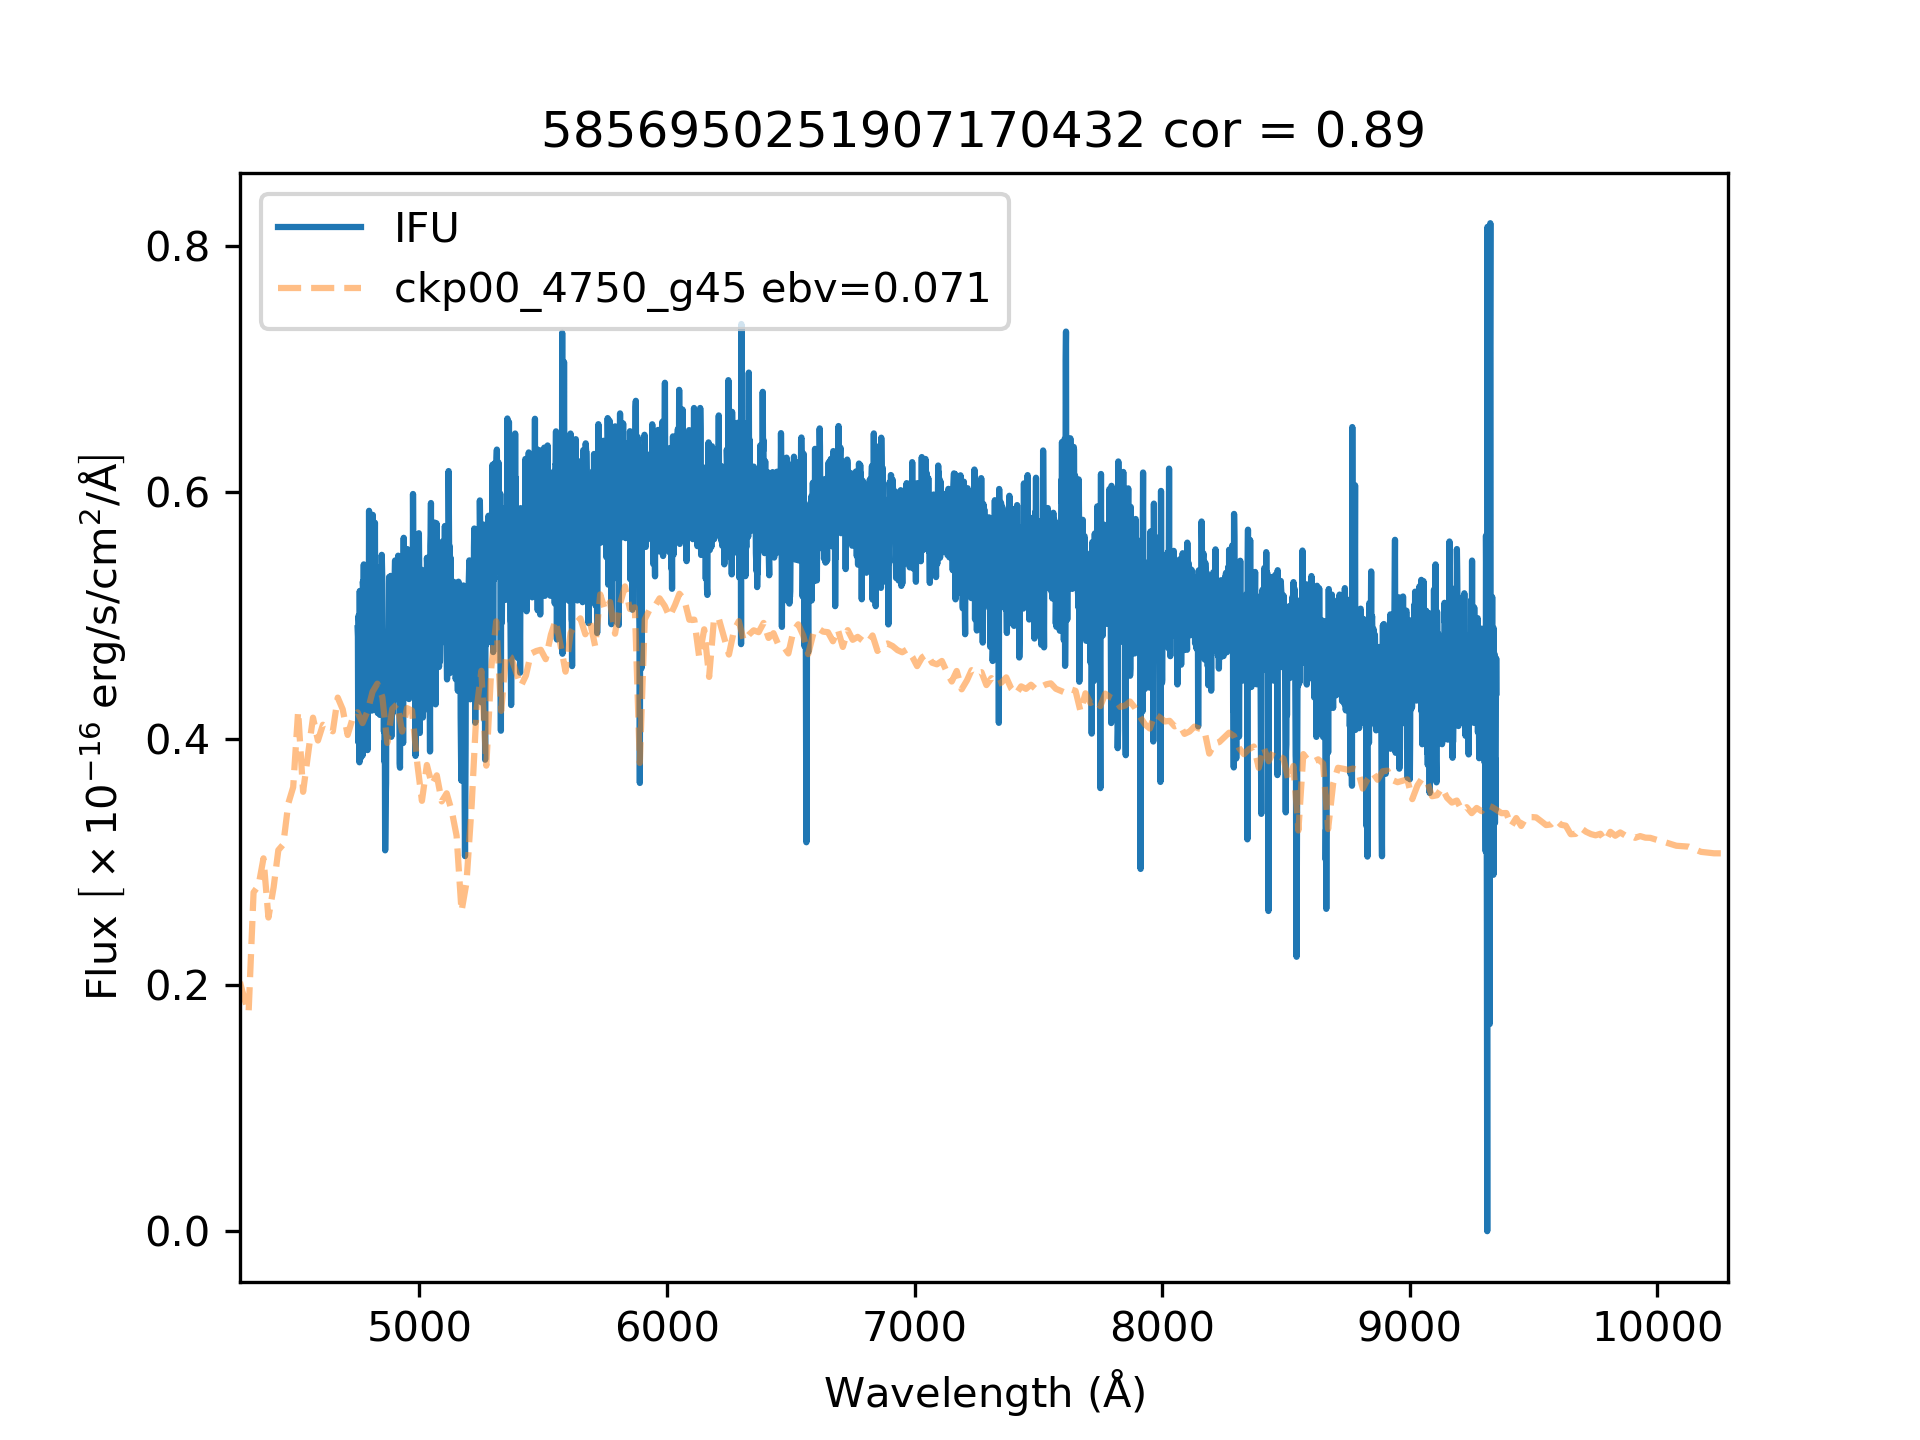 5856950251907170432 cor = 0.89
IFU
ckp00_4750_g45 ebv=0.071
Flux [×10⁻¹⁶ erg/s/cm²/Å]
0.8
0.6
0.4
0.2
0.0
5000 6000 7000 8000 9000 10000
Wavelength (Å)